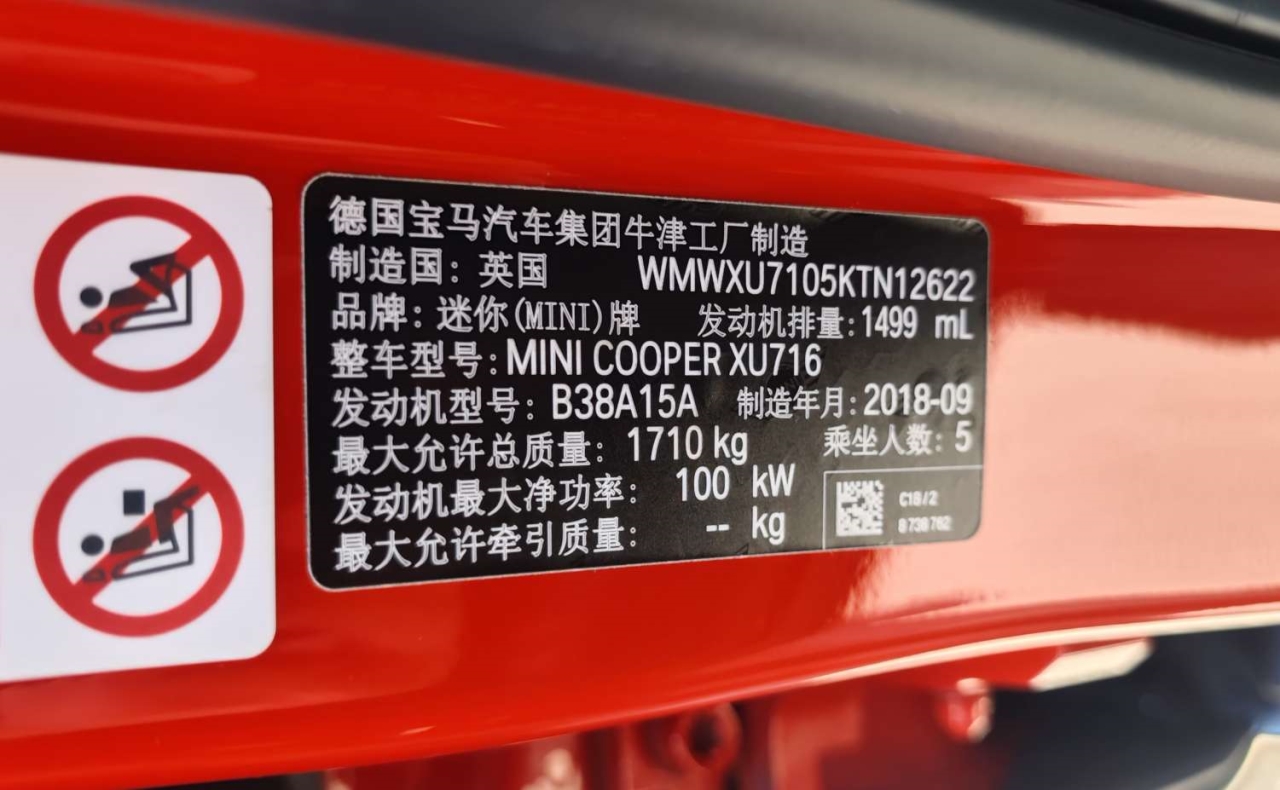 德国宝马汽车集团牛津工厂制造
制造国：英国 WMWXU7105KTN12622
品牌：迷你(MINI)牌 发动机排量：1499 mL
整车型号：MINI COOPER XU716
发动机型号：B38A15A 制造年月：2018-09
最大允许总质量：1710 kg 乘坐人数：5
发动机最大净功率：100 kW
最大允许牵引质量：-- kg
C18/2
8738762